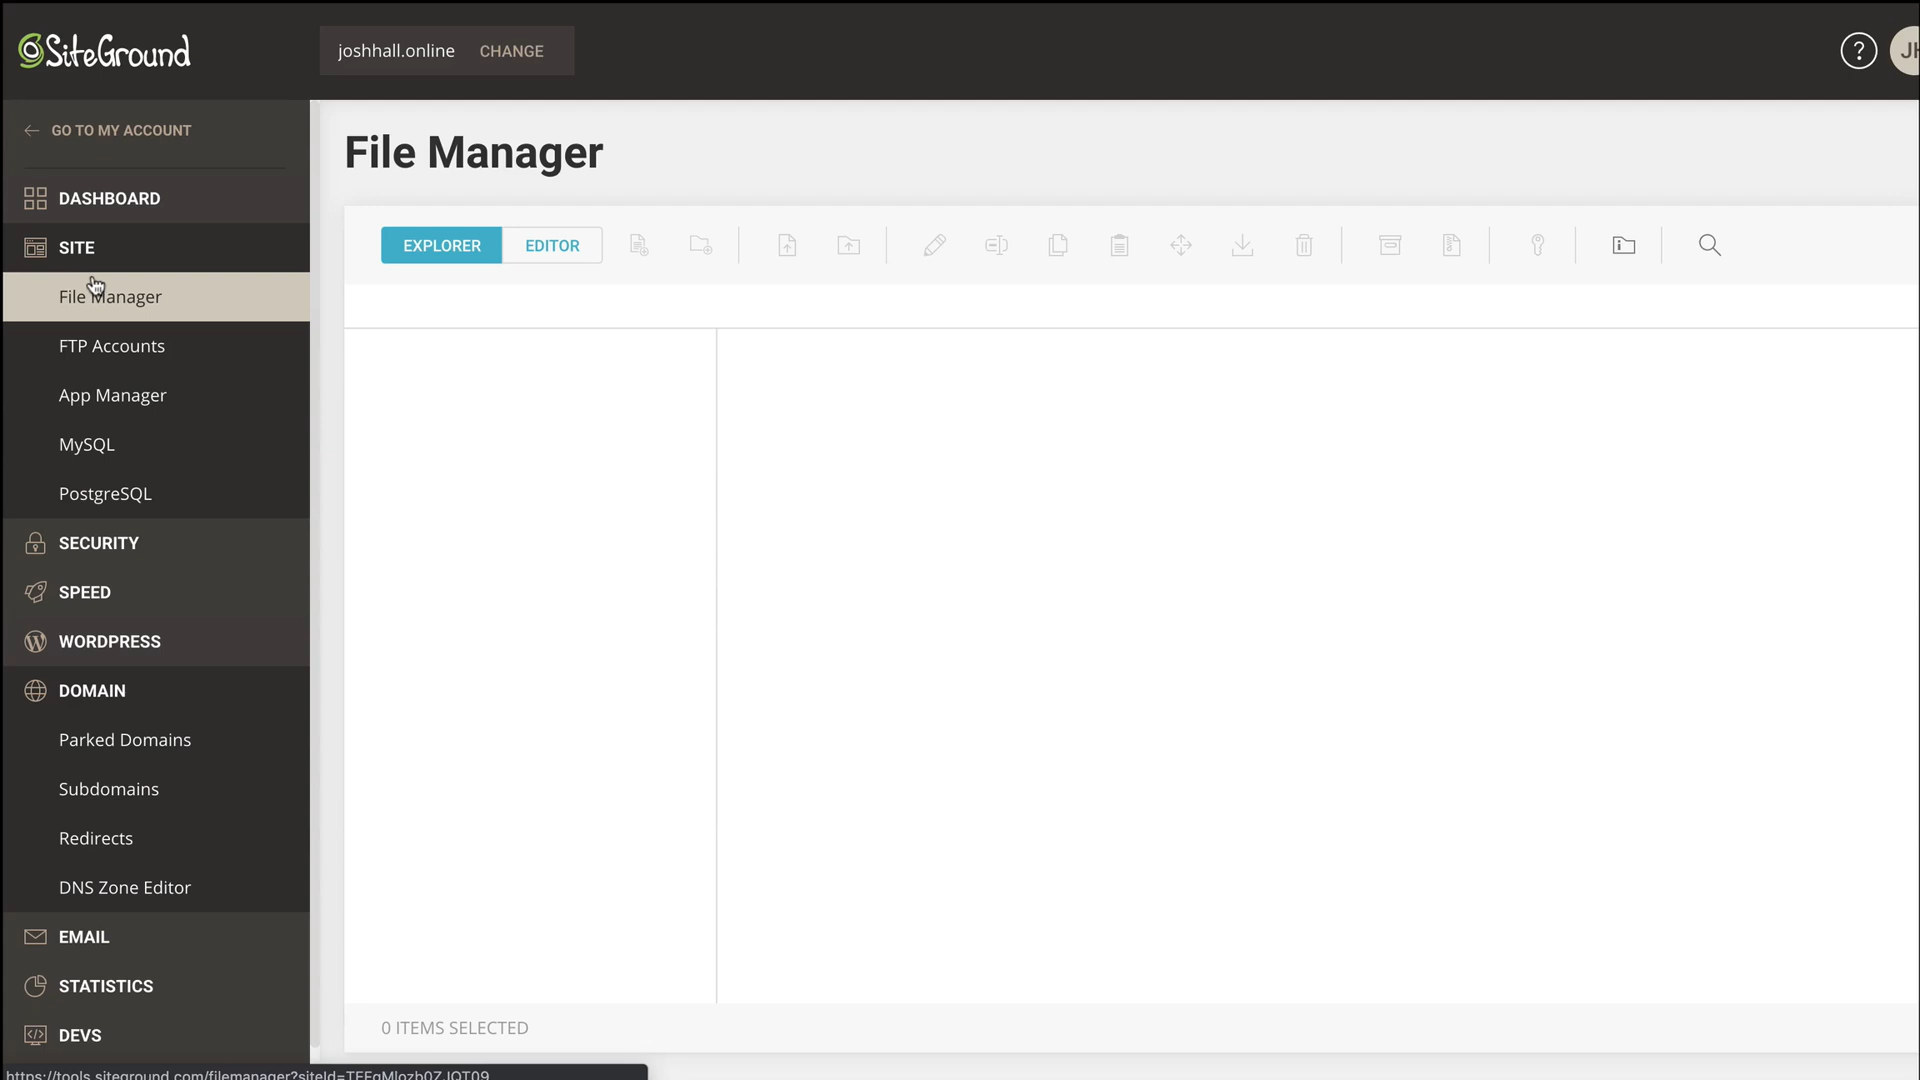 SiteGround
joshhall.online CHANGE
?
JH
GO TO MY ACCOUNT
DASHBOARD
SITE
File Manager
FTP Accounts
App Manager
MySQL
PostgreSQL
SECURITY
SPEED
WORDPRESS
DOMAIN
Parked Domains
Subdomains
Redirects
DNS Zone Editor
EMAIL
STATISTICS
DEVS
File Manager
EXPLORER EDITOR
0 ITEMS SELECTED